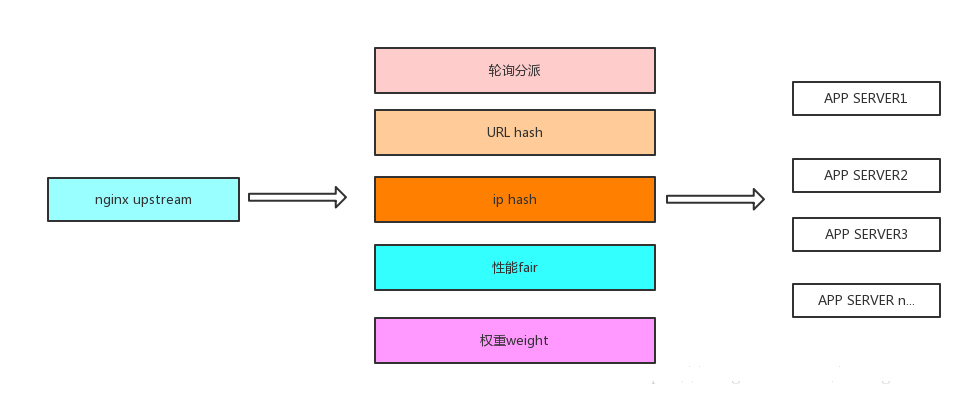 nginx upstream
轮询分派
URL hash
ip hash
性能fair
权重weight
APP SERVER1
APP SERVER2
APP SERVER3
APP SERVER n...